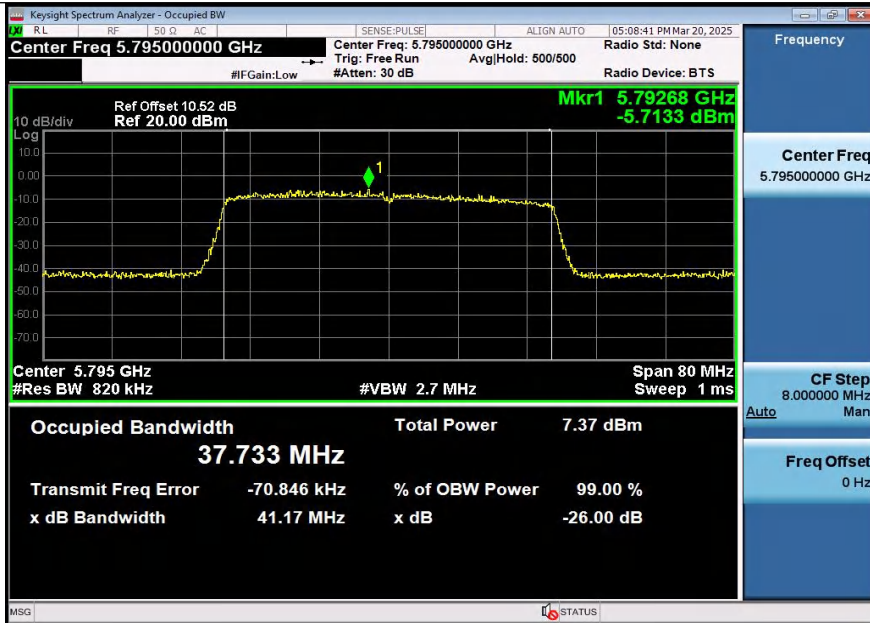 Keysight Spectrum Analyzer - Occupied BW
LXI RL RF 50 Ω AC SENSE:PULSE ALIGN AUTO 05:08:41 PM Mar 20, 2025
Center Freq 5.795000000 GHz Center Freq: 5.795000000 GHz Radio Std: None
Trig: Free Run Avg|Hold: 500/500
#IFGain:Low #Atten: 30 dB Radio Device: BTS
Frequency
Mkr1 5.79268 GHz
-5.7133 dBm
Ref Offset 10.52 dB
10 dB/div Ref 20.00 dBm
Log
10.0
0.00
-10.0
-20.0
-30.0
-40.0
-50.0
-60.0
-70.0
1
Center 5.795 GHz Span 80 MHz
#Res BW 820 kHz #VBW 2.7 MHz Sweep 1 ms
Occupied Bandwidth Total Power 7.37 dBm
37.733 MHz
Transmit Freq Error -70.846 kHz % of OBW Power 99.00 %
x dB Bandwidth 41.17 MHz x dB -26.00 dB
Center Freq
5.795000000 GHz
CF Step
8.000000 MHz
Auto Man
Freq Offset
0 Hz
MSG STATUS